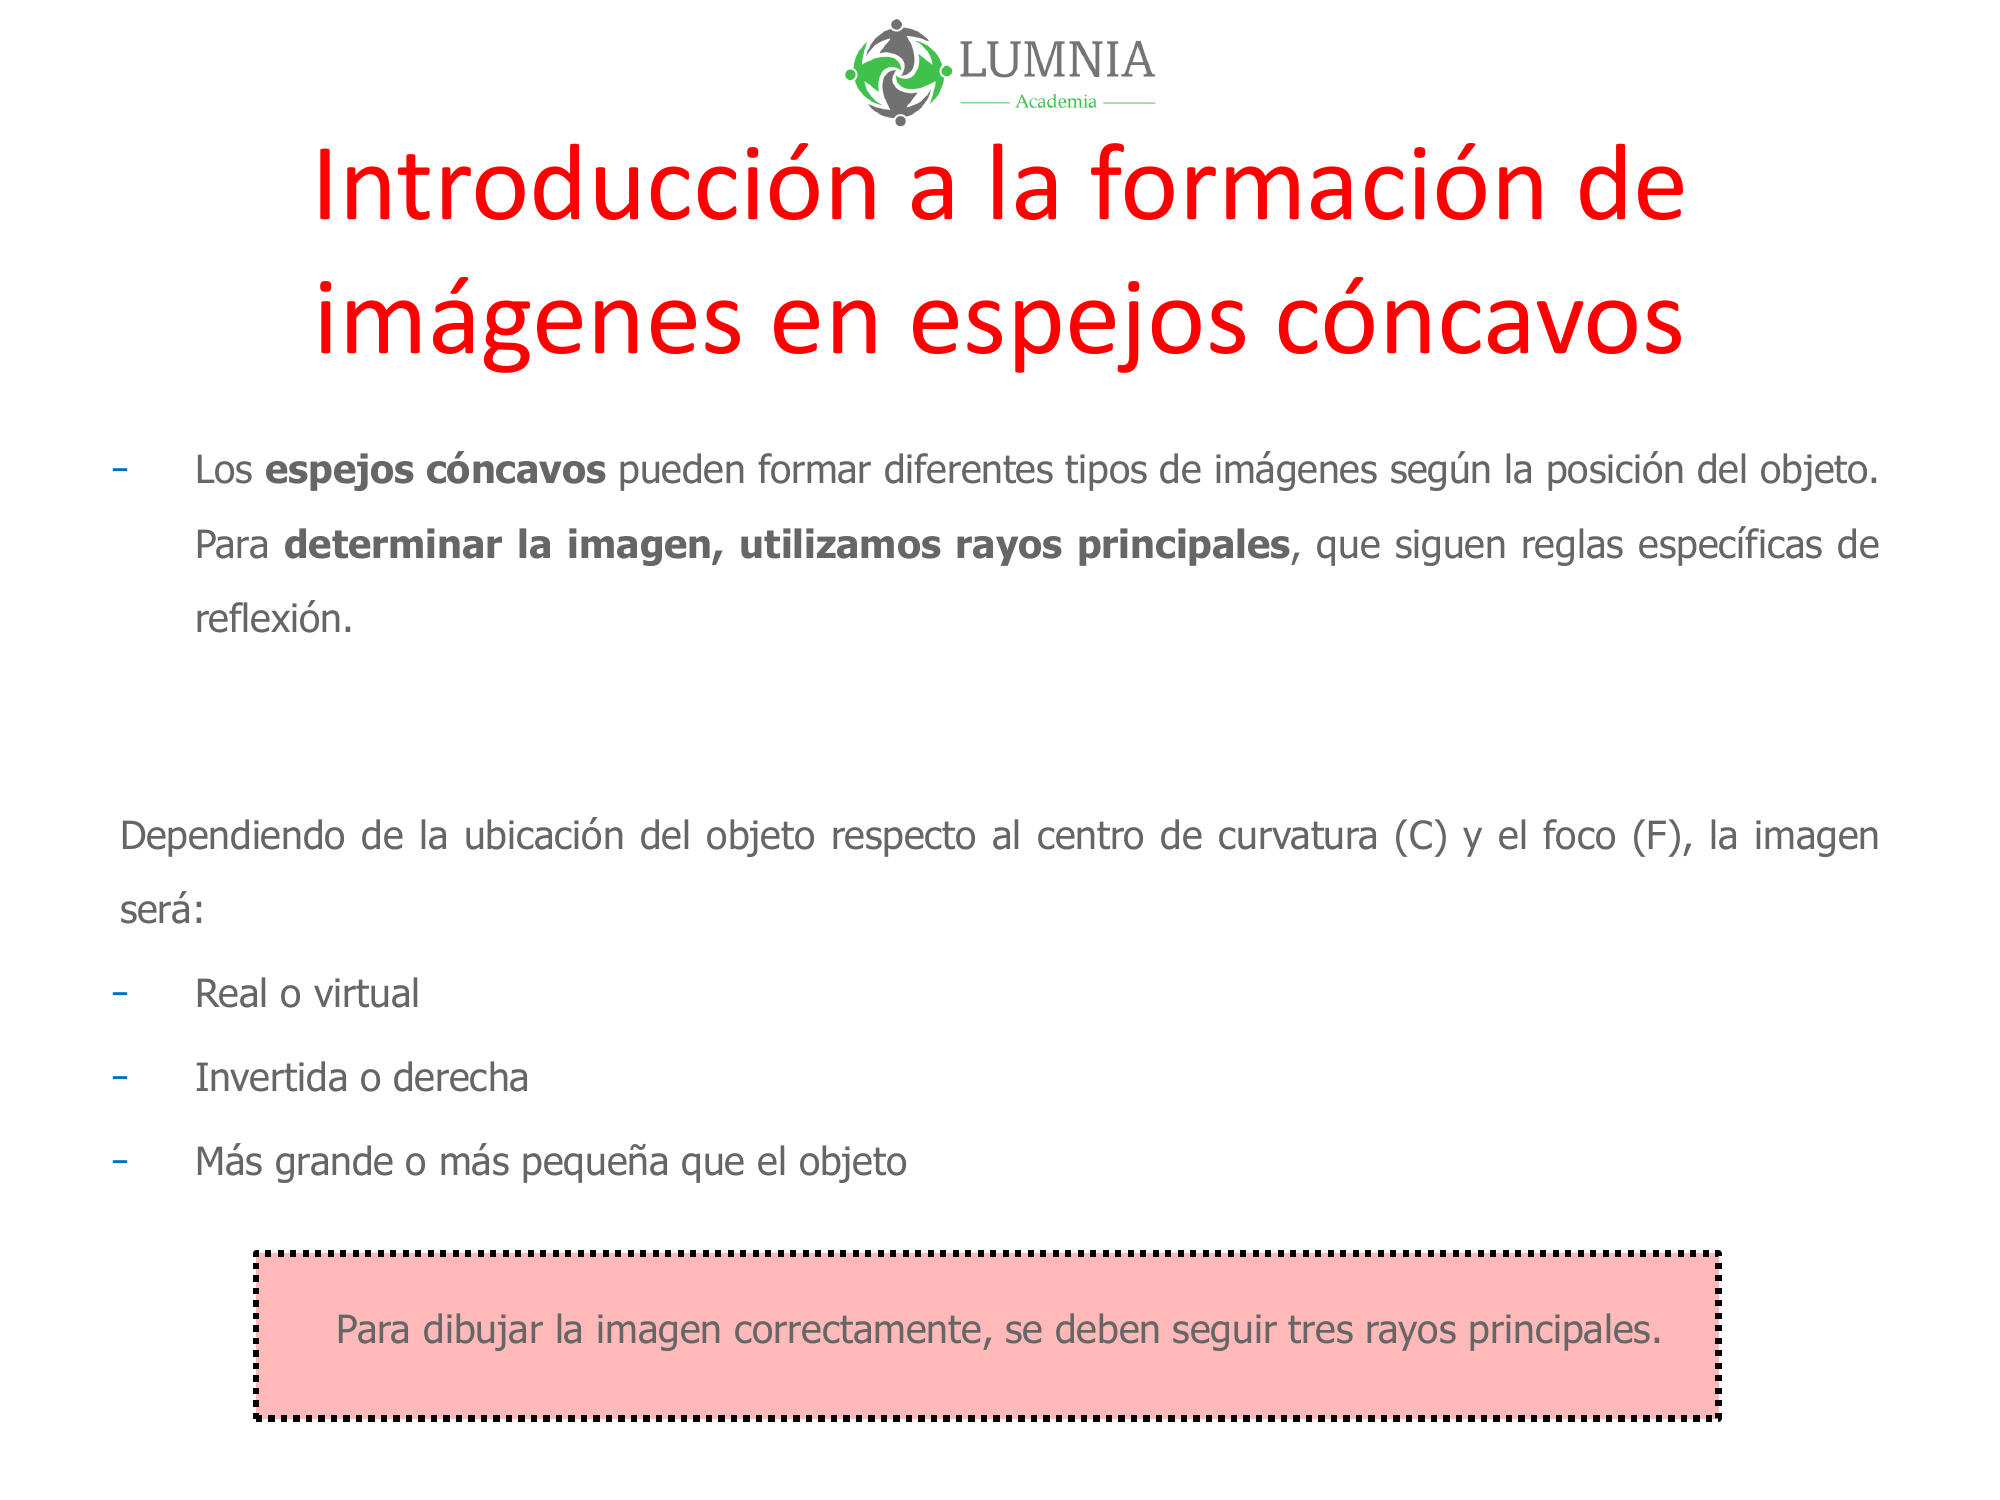 LUMNIA
Academia
Introducción a la formación de
imágenes en espejos cóncavos
- Los espejos cóncavos pueden formar diferentes tipos de imágenes según la posición del objeto.
Para determinar la imagen, utilizamos rayos principales, que siguen reglas específicas de
reflexión.
Dependiendo de la ubicación del objeto respecto al centro de curvatura (C) y el foco (F), la imagen
será:
- Real o virtual
- Invertida o derecha
- Más grande o más pequeña que el objeto
Para dibujar la imagen correctamente, se deben seguir tres rayos principales.